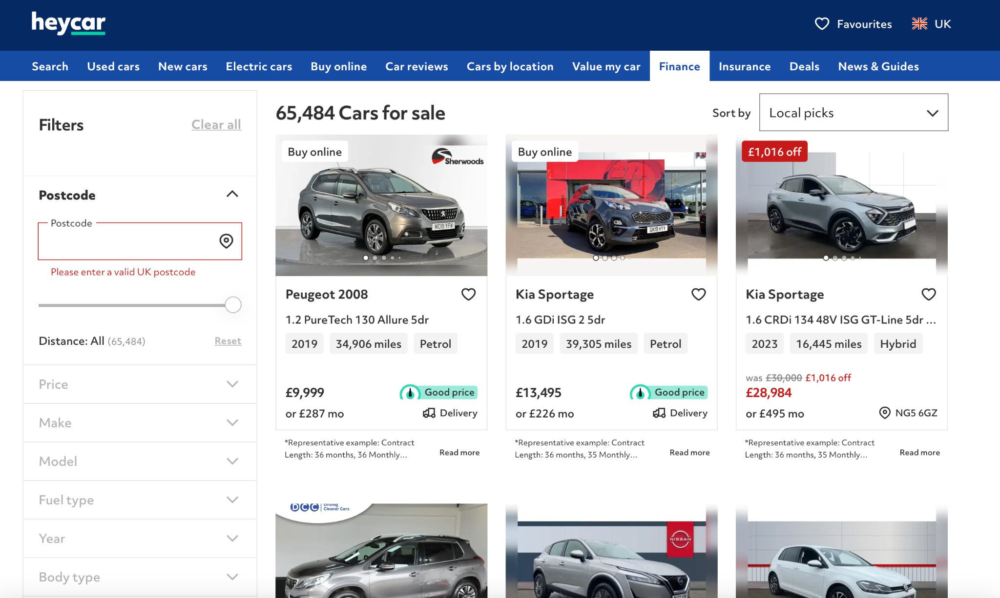 heycar
Favourites
UK
Search Used cars New cars Electric cars Buy online Car reviews Cars by location Value my car Finance Insurance Deals News & Guides
Filters
Clear all
Postcode
Postcode
Please enter a valid UK postcode
Distance: All (65,484)
Reset
Price
Make
Model
Fuel type
Year
Body type
65,484 Cars for sale
Sort by
Local picks
Buy online
Sherwoods
MC19 YFW
Peugeot 2008
1.2 PureTech 130 Allure 5dr
2019 34,906 miles Petrol
£9,999
Good price
or £287 mo
Delivery
*Representative example: Contract
Length: 36 months, 36 Monthly...
Read more
Buy online
Welcome
GK19 HYV
Kia Sportage
1.6 GDi ISG 2 5dr
2019 39,305 miles Petrol
£13,495
Good price
or £226 mo
Delivery
*Representative example: Contract
Length: 36 months, 35 Monthly...
Read more
£1,016 off
Kia Sportage
1.6 CRDi 134 48V ISG GT-Line 5dr ...
2023 16,445 miles Hybrid
was £30,000 £1,016 off
£28,984
or £495 mo
NG5 6GZ
*Representative example: Contract
Length: 36 months, 35 Monthly...
Read more
DCC
Driving
Cleaner Cars
NISSAN